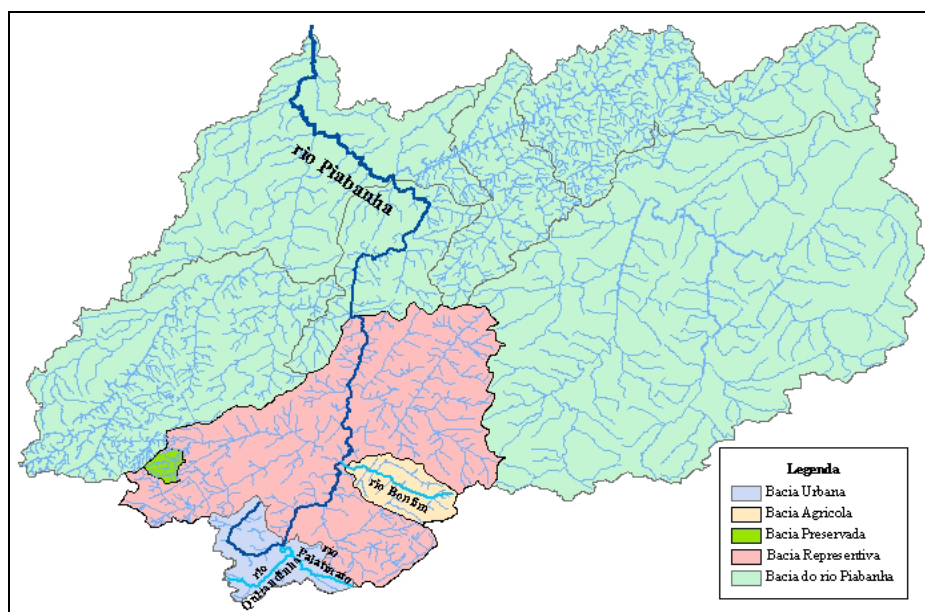 rio Piabanha
rio Bonfim
rio
Quitandinha
rio
Palatinato
Legenda
Bacia Urbana
Bacia Agricola
Bacia Preservada
Bacia Representiva
Bacia do rio Piabanha